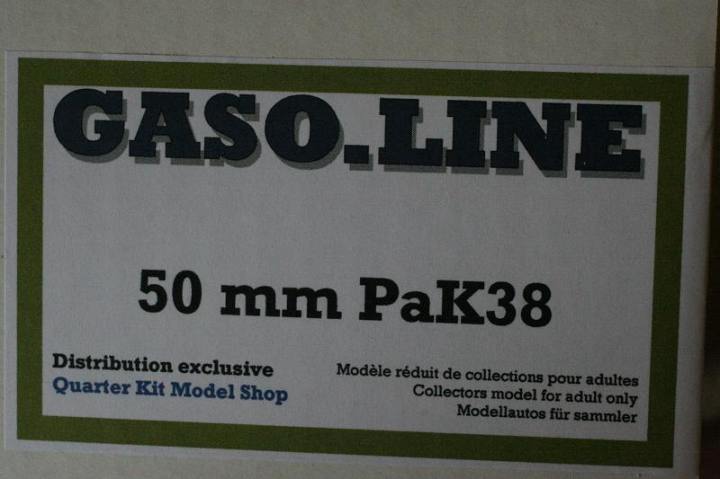 GASO.LINE
50 mm PaK38
Distribution exclusive
Quarter Kit Model Shop
Modèle réduit de collections pour adultes
Collectors model for adult only
Modellautos für sammler